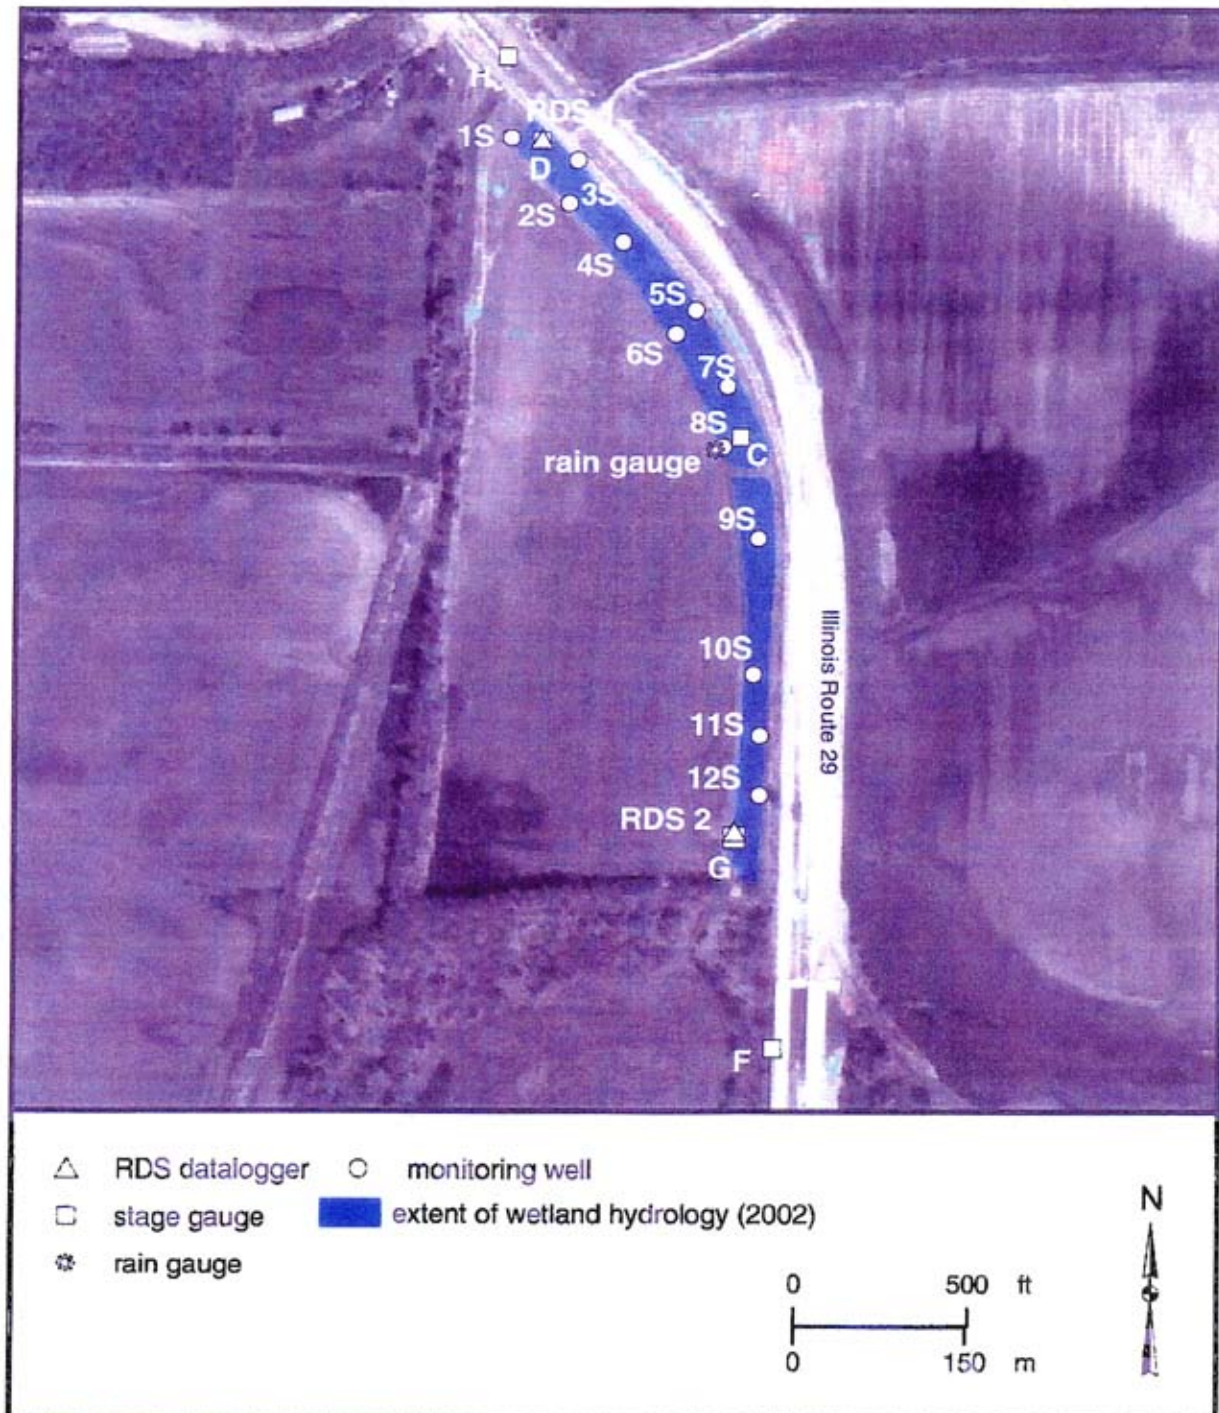 H
RDS
1S
D
3S
2S
4S
5S
6S
7S
8S
rain gauge
C
9S
Illinois Route 29
10S
11S
12S
RDS 2
G
F
RDS datalogger
monitoring well
stage gauge
extent of wetland hydrology (2002)
rain gauge
N
0 500 ft
0 150 m